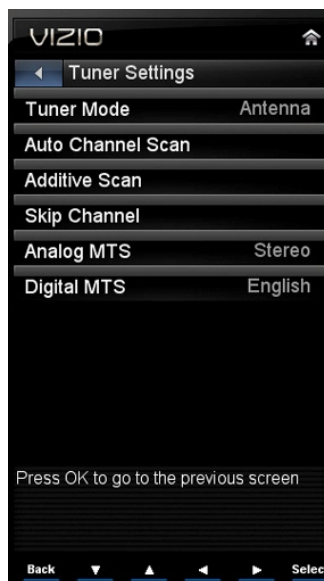 VIZIO
Tuner Settings
Tuner Mode Antenna
Auto Channel Scan
Additive Scan
Skip Channel
Analog MTS Stereo
Digital MTS English
Press OK to go to the previous screen
Back Selec